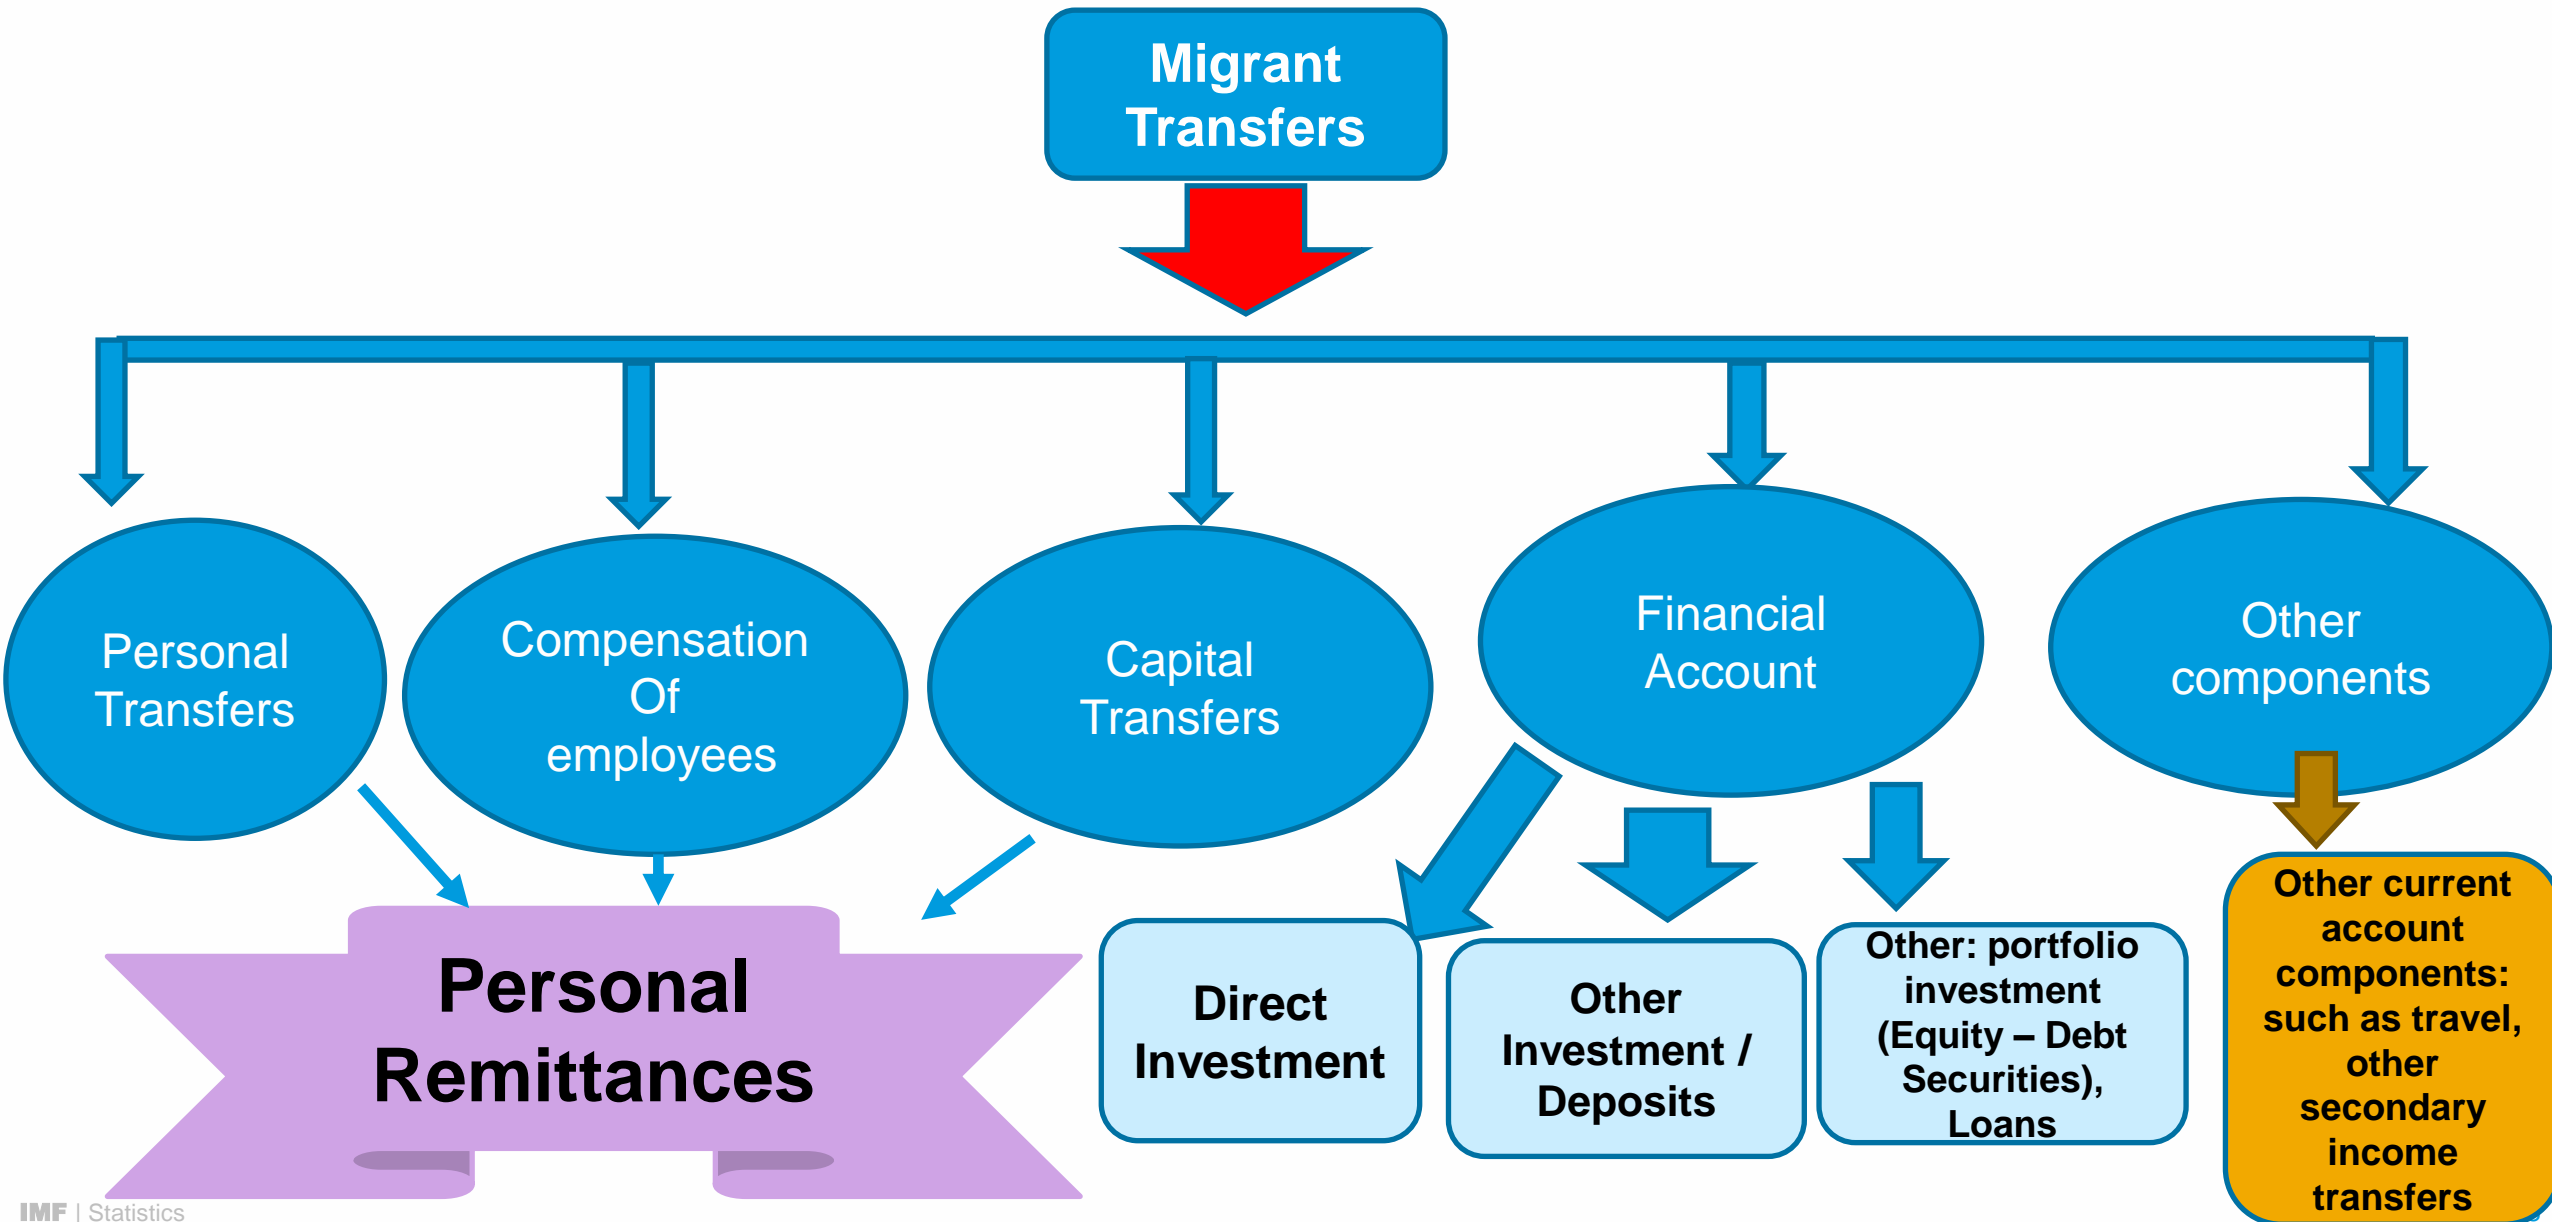 Migrant
Transfers
Personal
Transfers
Compensation
Of
employees
Capital
Transfers
Financial
Account
Other
components
Personal
Remittances
Direct
Investment
Other
Investment /
Deposits
Other: portfolio
investment
(Equity – Debt
Securities),
Loans
Other current
account
components:
such as travel,
other
secondary
income
transfers
IMF | Statistics